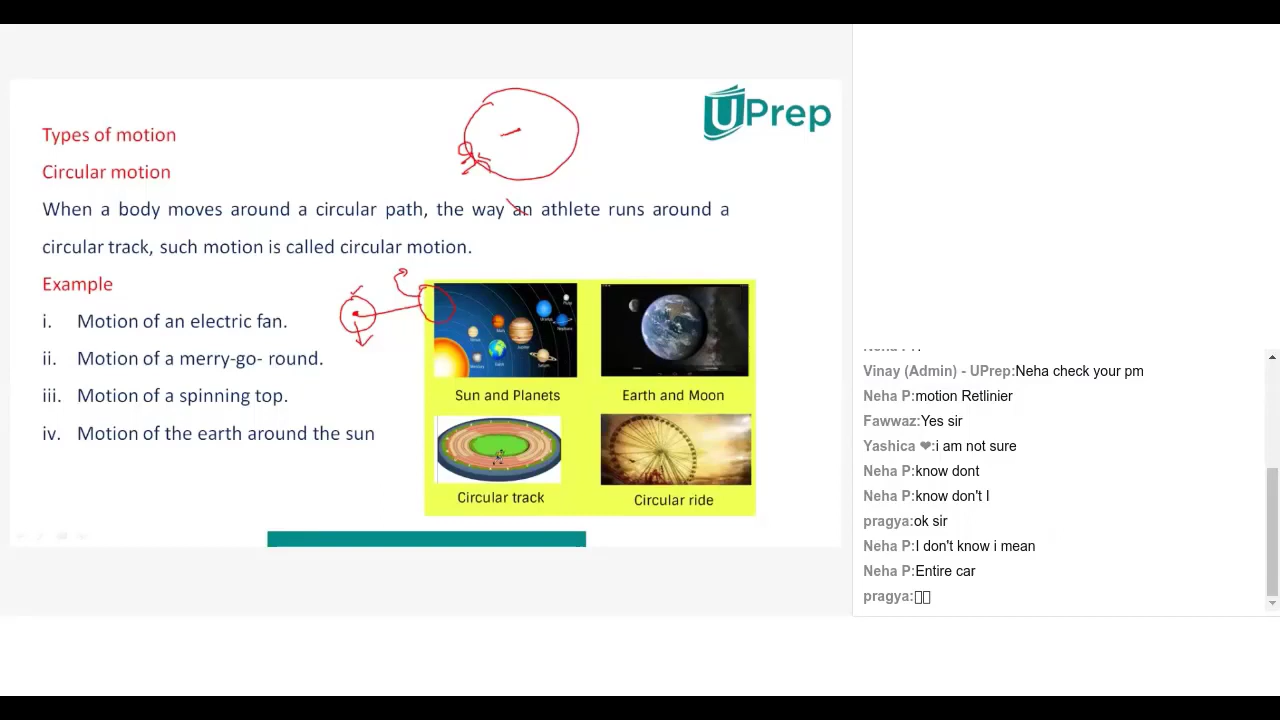 UPrep
Types of motion
Circular motion
When a body moves around a circular path, the way an athlete runs around a
circular track, such motion is called circular motion.
Example
i. Motion of an electric fan.
ii. Motion of a merry-go- round.
iii. Motion of a spinning top.
iv. Motion of the earth around the sun
Sun and Planets
Earth and Moon
Circular track
Circular ride
Vinay (Admin) - UPrep:Neha check your pm
Neha P:motion Retlinier
Fawwaz:Yes sir
Yashica ❤:i am not sure
Neha P:know dont
Neha P:know don't I
pragya:ok sir
Neha P:I don't know i mean
Neha P:Entire car
pragya: